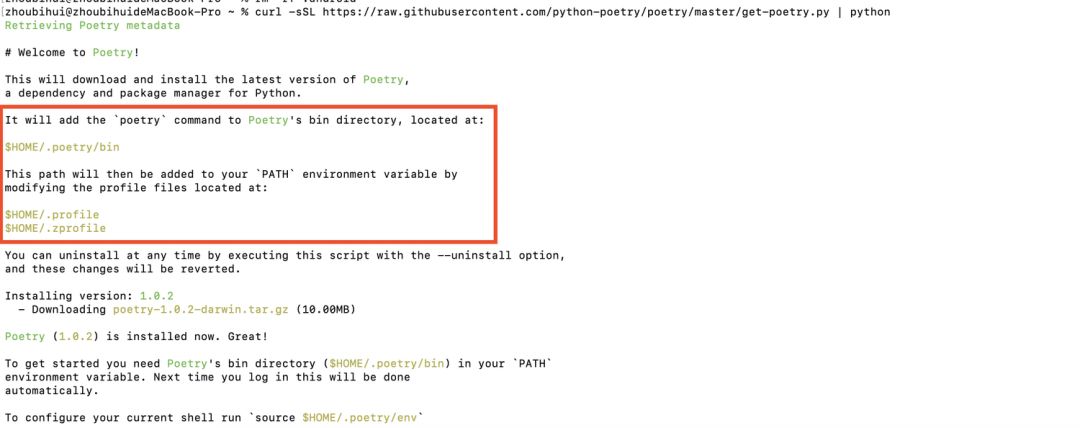 [zhoubihui@zhoubihuideMacBook-Pro ~ % curl -sSL https://raw.githubusercontent.com/python-poetry/poetry/master/get-poetry.py | python
Retrieving Poetry metadata
# Welcome to Poetry!
This will download and install the latest version of Poetry,
a dependency and package manager for Python.
It will add the `poetry` command to Poetry's bin directory, located at:
$HOME/.poetry/bin
This path will then be added to your `PATH` environment variable by
modifying the profile files located at:
$HOME/.profile
$HOME/.zprofile
You can uninstall at any time by executing this script with the --uninstall option,
and these changes will be reverted.
Installing version: 1.0.2
- Downloading poetry-1.0.2-darwin.tar.gz (10.00MB)
Poetry (1.0.2) is installed now. Great!
To get started you need Poetry's bin directory ($HOME/.poetry/bin) in your `PATH`
environment variable. Next time you log in this will be done
automatically.
To configure your current shell run `source $HOME/.poetry/env`